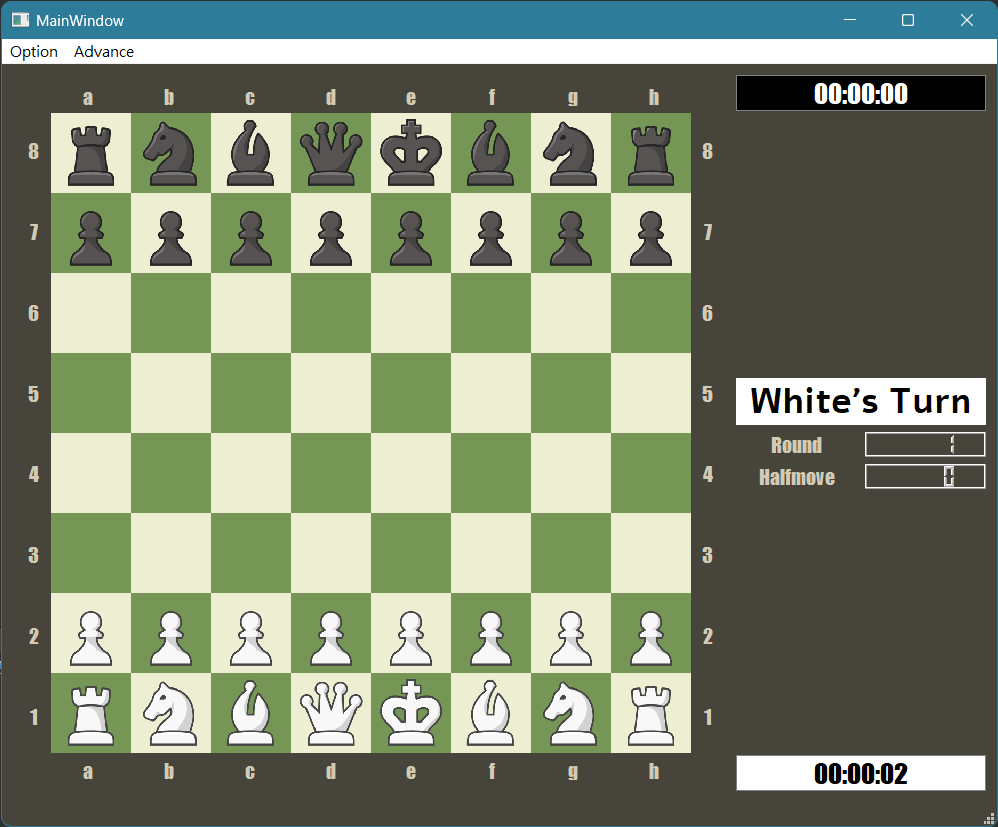 MainWindow
Option Advance
00:00:00
a b c d e f g h
8 8
7 7
6 6
5 5
White's Turn
Round 1
4 4
Halfmove 0
3 3
2 2
1 1
a b c d e f g h
00:00:02